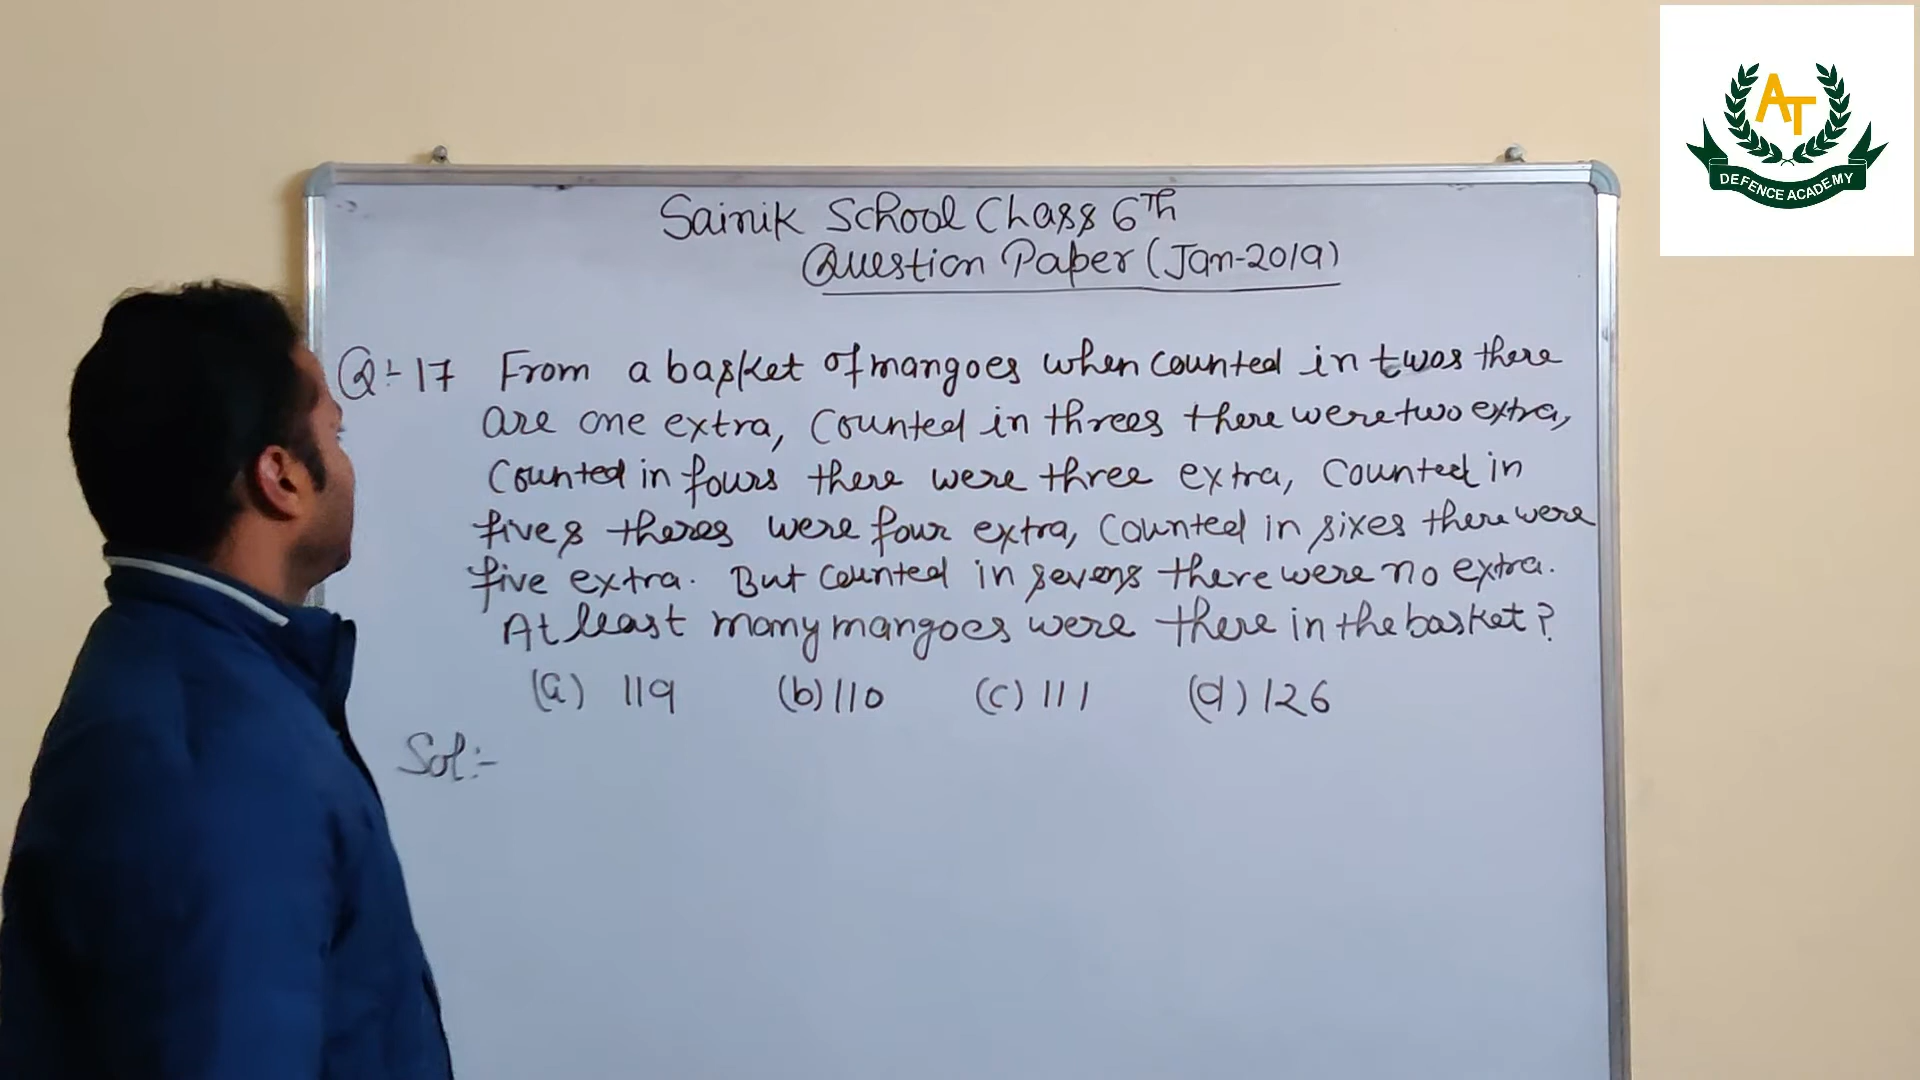 AT
DEFENCE ACADEMY
Sainik School Class 6Th
Question Paper (Jan-2019)
Q:- 17 From a basket of mangoes when counted in twos there
are one extra, counted in threes there were two extra,
counted in fours there were three extra, counted in
fives theres were four extra, counted in sixes there were
five extra. But counted in sevens there were no extra.
At least many mangoes were there in the basket?
(a) 119 (b) 110 (c) 111 (d) 126
Sol:-